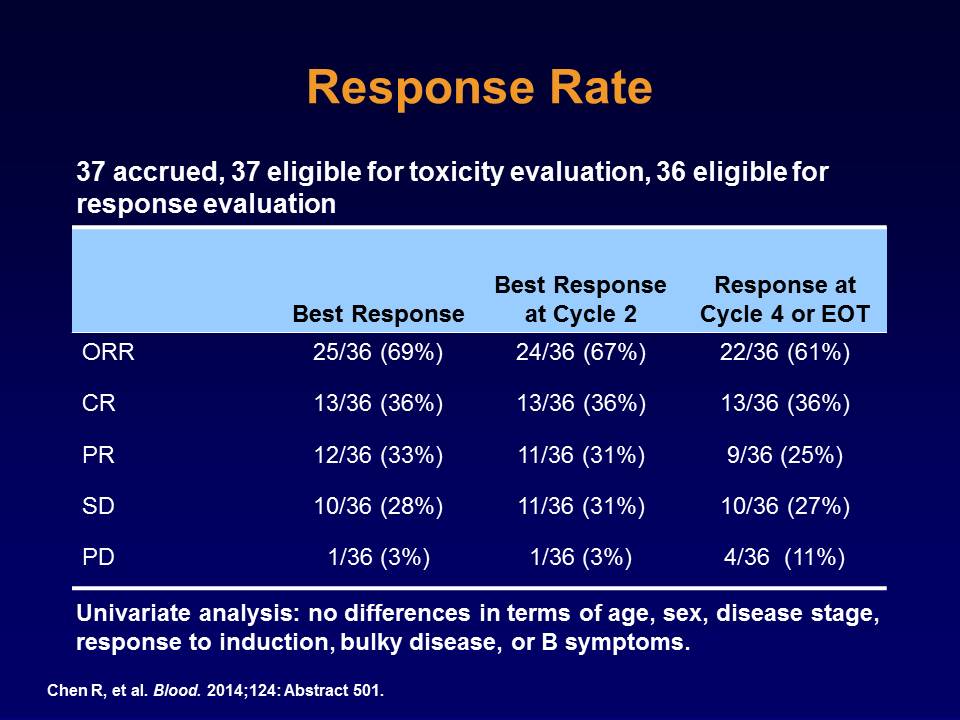 Response Rate
37 accrued, 37 eligible for toxicity evaluation, 36 eligible for
response evaluation
Best Response Best Response at Cycle 2 Response at Cycle 4 or EOT
ORR 25/36 (69%) 24/36 (67%) 22/36 (61%)
CR 13/36 (36%) 13/36 (36%) 13/36 (36%)
PR 12/36 (33%) 11/36 (31%) 9/36 (25%)
SD 10/36 (28%) 11/36 (31%) 10/36 (27%)
PD 1/36 (3%) 1/36 (3%) 4/36 (11%)
Univariate analysis: no differences in terms of age, sex, disease stage,
response to induction, bulky disease, or B symptoms.
Chen R, et al. Blood. 2014;124: Abstract 501.